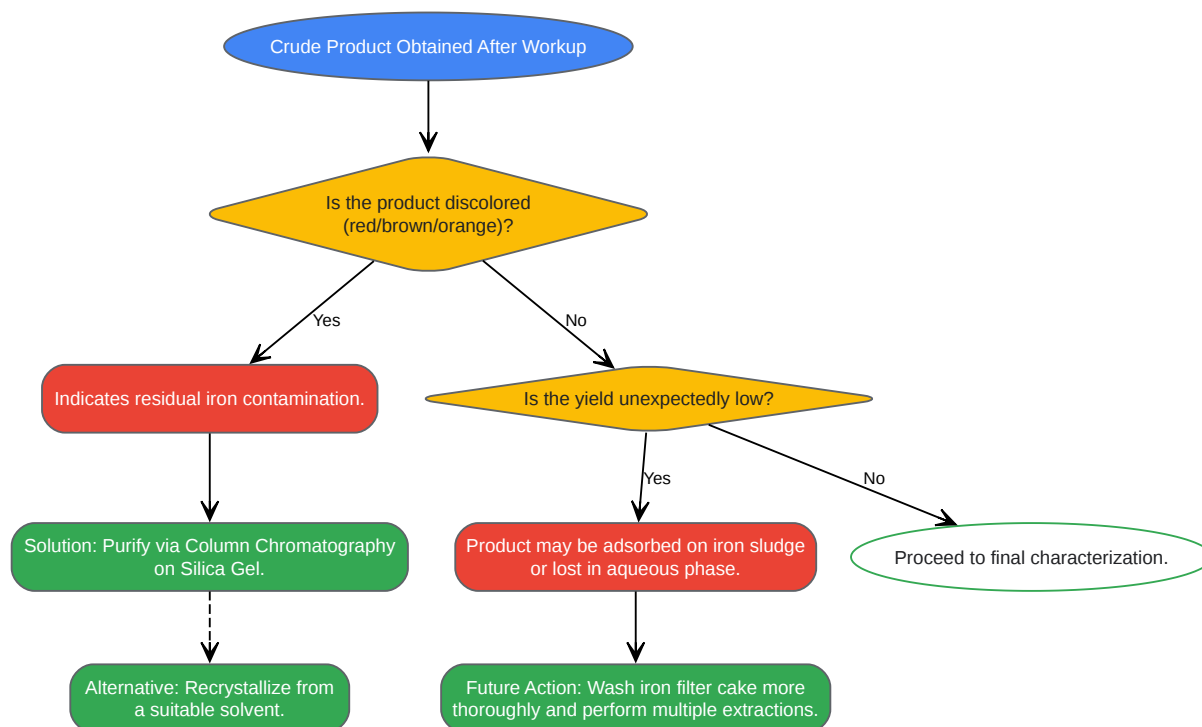 Crude Product Obtained After Workup
Is the product discolored
(red/brown/orange)?
Yes
No
Indicates residual iron contamination.
Is the yield unexpectedly low?
Yes
No
Solution: Purify via Column Chromatography
on Silica Gel.
Product may be adsorbed on iron sludge
or lost in aqueous phase.
Proceed to final characterization.
Alternative: Recrystallize from
a suitable solvent.
Future Action: Wash iron filter cake more
thoroughly and perform multiple extractions.